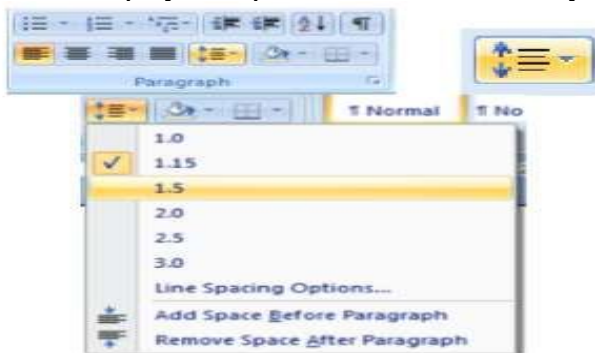 Paragraph
¶ Normal
¶ No
1.0
1.15
1.5
2.0
2.5
3.0
Line Spacing Options...
Add Space Before Paragraph
Remove Space After Paragraph